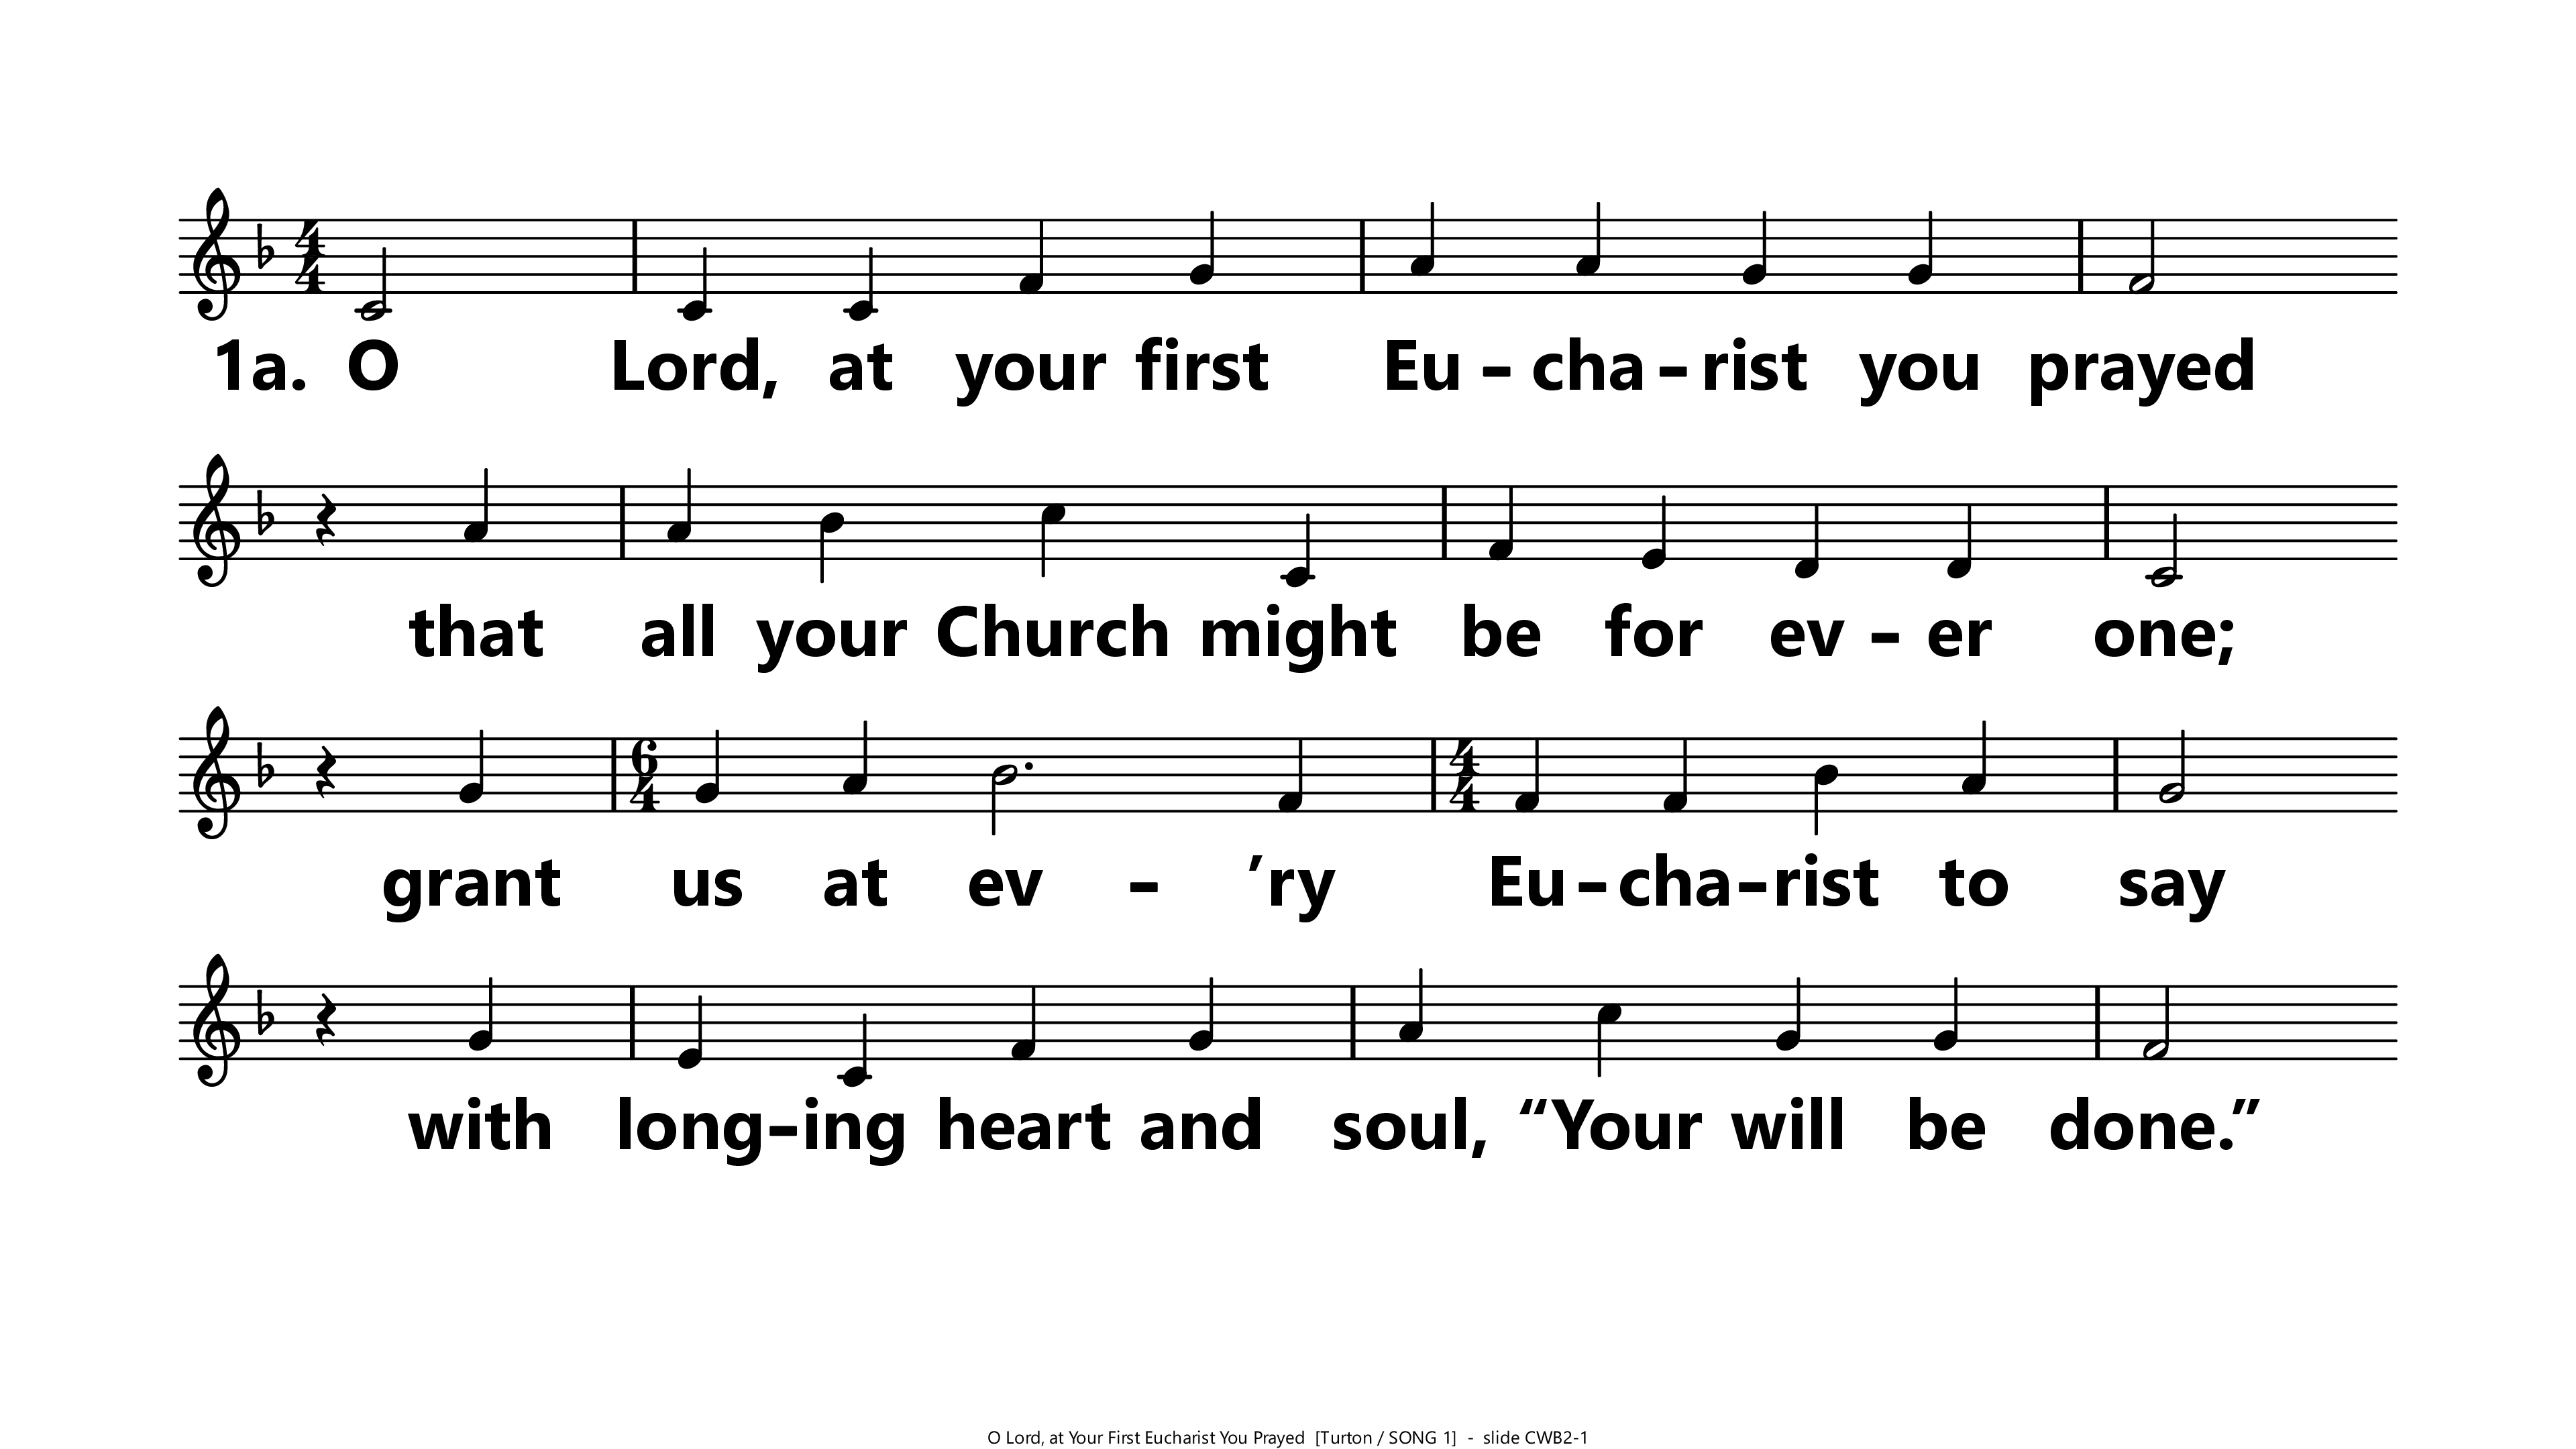 1a. O Lord, at your first Eu - cha - rist you prayed
that all your Church might be for ev - er one;
grant us at ev - ’ry Eu - cha - rist to say
with long - ing heart and soul, “Your will be done.”
O Lord, at Your First Eucharist You Prayed [Turton / SONG 1] - slide CWB2-1